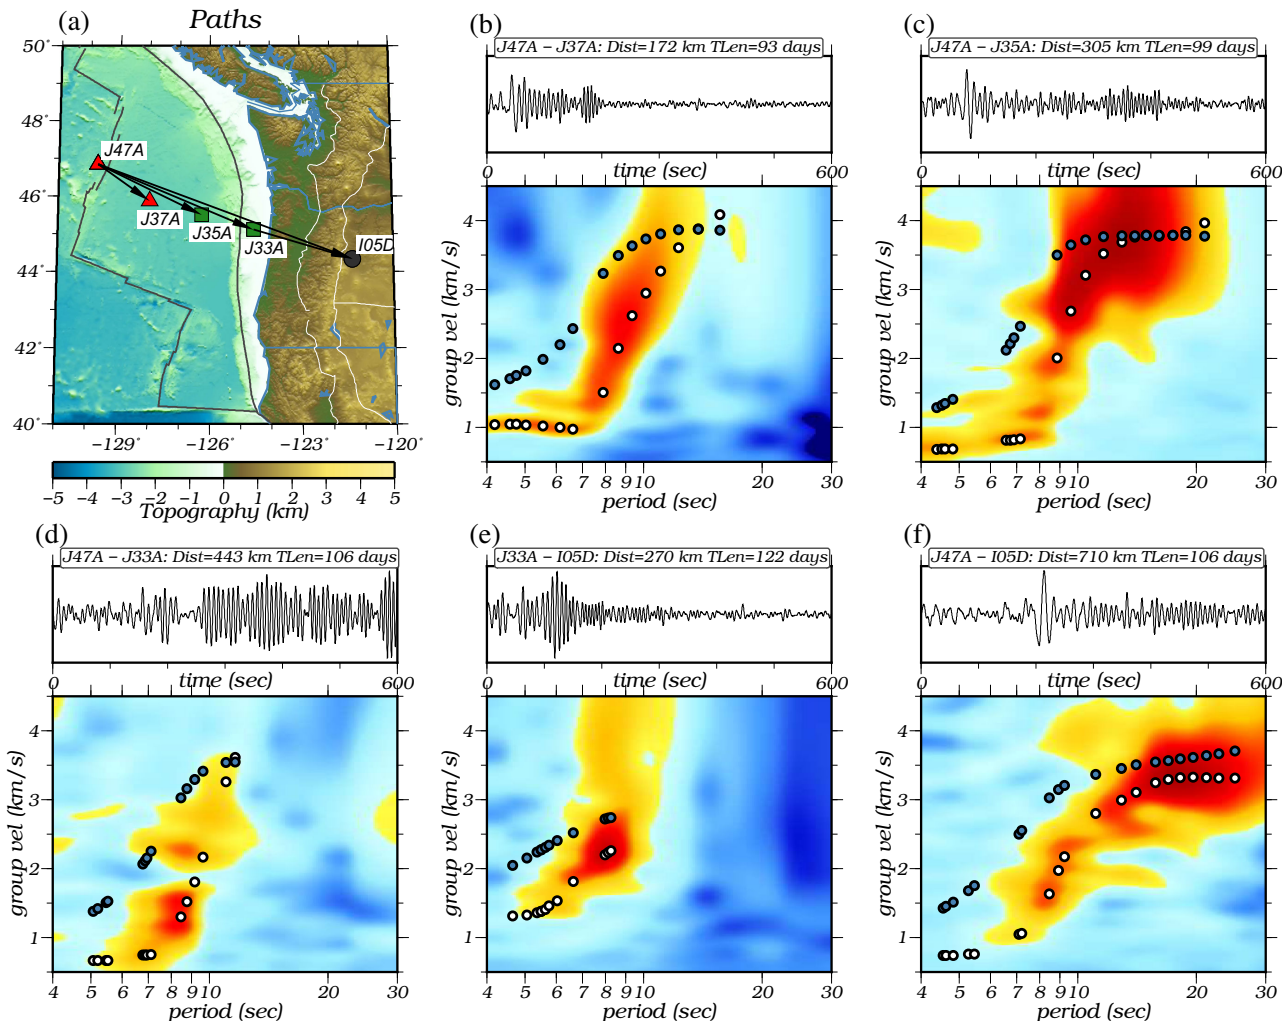 (a)
Paths
50°
48°
46°
44°
42°
40°
−129°
−126°
−123°
−120°
J47A
J37A
J35A
J33A
I05D
−5 −4 −3 −2 −1 0 1 2 3 4 5
Topography (km)
(b)
J47A − J37A: Dist=172 km TLen=93 days
0 time (sec) 600
group vel (km/s)
4
3
2
1
4 5 6 7 8 9 10 20 30
period (sec)
(c)
J47A − J35A: Dist=305 km TLen=99 days
0 time (sec) 600
group vel (km/s)
4
3
2
1
4 5 6 7 8 9 10 20 30
period (sec)
(d)
J47A − J33A: Dist=443 km TLen=106 days
0 time (sec) 600
group vel (km/s)
4
3
2
1
4 5 6 7 8 9 10 20 30
period (sec)
(e)
J33A − I05D: Dist=270 km TLen=122 days
0 time (sec) 600
group vel (km/s)
4
3
2
1
4 5 6 7 8 9 10 20 30
period (sec)
(f)
J47A − I05D: Dist=710 km TLen=106 days
0 time (sec) 600
group vel (km/s)
4
3
2
1
4 5 6 7 8 9 10 20 30
period (sec)